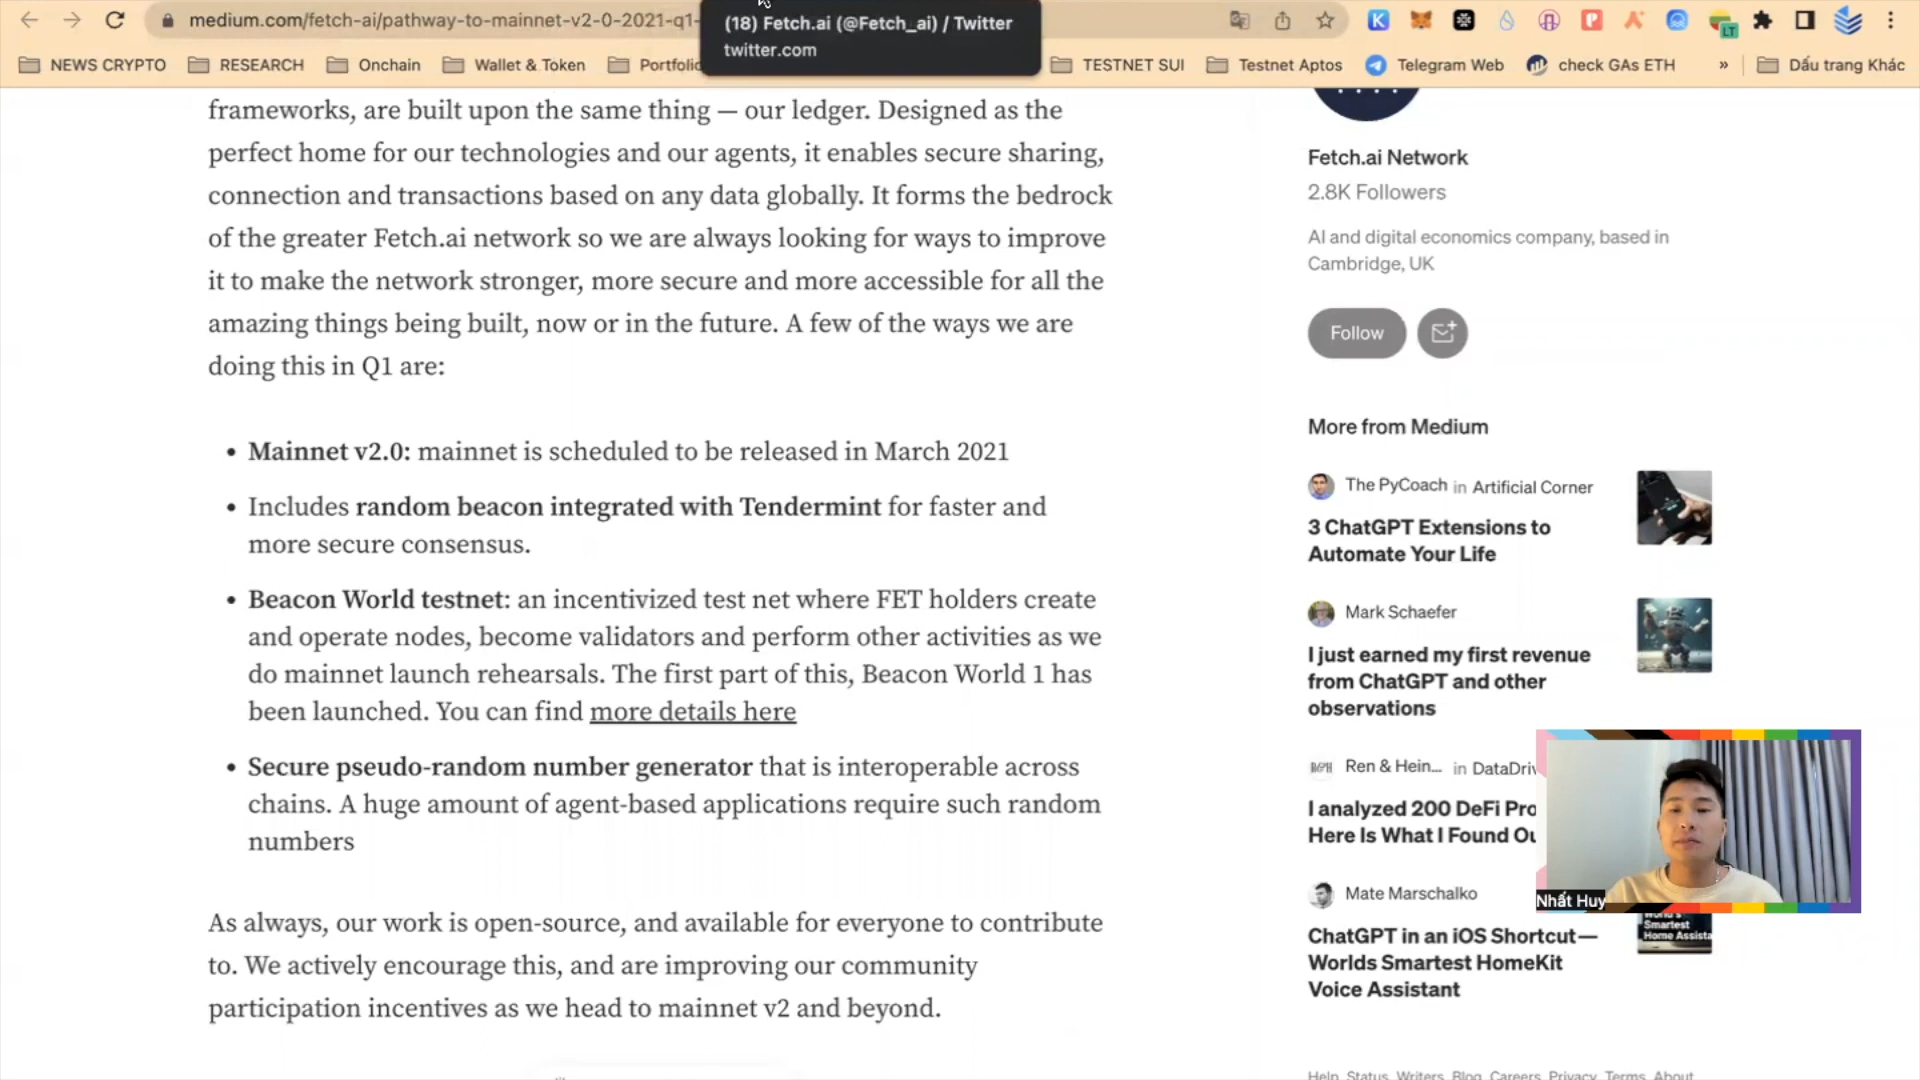 medium.com/fetch-ai/pathway-to-mainnet-v2-0-2021-q1-
(18) Fetch.ai (@Fetch_ai) / Twitter
twitter.com
LT
NEWS CRYPTO
RESEARCH
Onchain
Wallet & Token
Portfolio
TESTNET SUI
Testnet Aptos
Telegram Web
check GAs ETH
»
Dấu trang Khác
frameworks, are built upon the same thing — our ledger. Designed as the
perfect home for our technologies and our agents, it enables secure sharing,
connection and transactions based on any data globally. It forms the bedrock
of the greater Fetch.ai network so we are always looking for ways to improve
it to make the network stronger, more secure and more accessible for all the
amazing things being built, now or in the future. A few of the ways we are
doing this in Q1 are:
• Mainnet v2.0: mainnet is scheduled to be released in March 2021
• Includes random beacon integrated with Tendermint for faster and
more secure consensus.
• Beacon World testnet: an incentivized test net where FET holders create
and operate nodes, become validators and perform other activities as we
do mainnet launch rehearsals. The first part of this, Beacon World 1 has
been launched. You can find more details here
• Secure pseudo-random number generator that is interoperable across
chains. A huge amount of agent-based applications require such random
numbers
As always, our work is open-source, and available for everyone to contribute
to. We actively encourage this, and are improving our community
participation incentives as we head to mainnet v2 and beyond.
Fetch.ai Network
2.8K Followers
AI and digital economics company, based in
Cambridge, UK
Follow
More from Medium
The PyCoach in Artificial Corner
3 ChatGPT Extensions to
Automate Your Life
Mark Schaefer
I just earned my first revenue
from ChatGPT and other
observations
Ren & Hein... in DataDriv
I analyzed 200 DeFi Pro
Here Is What I Found Ou
Nhất Huy
Mate Marschalko
ChatGPT in an iOS Shortcut—
Worlds Smartest HomeKit
Voice Assistant
World's
Smartest
Home Assista
Help Status Writers Blog Careers Privacy Terms About